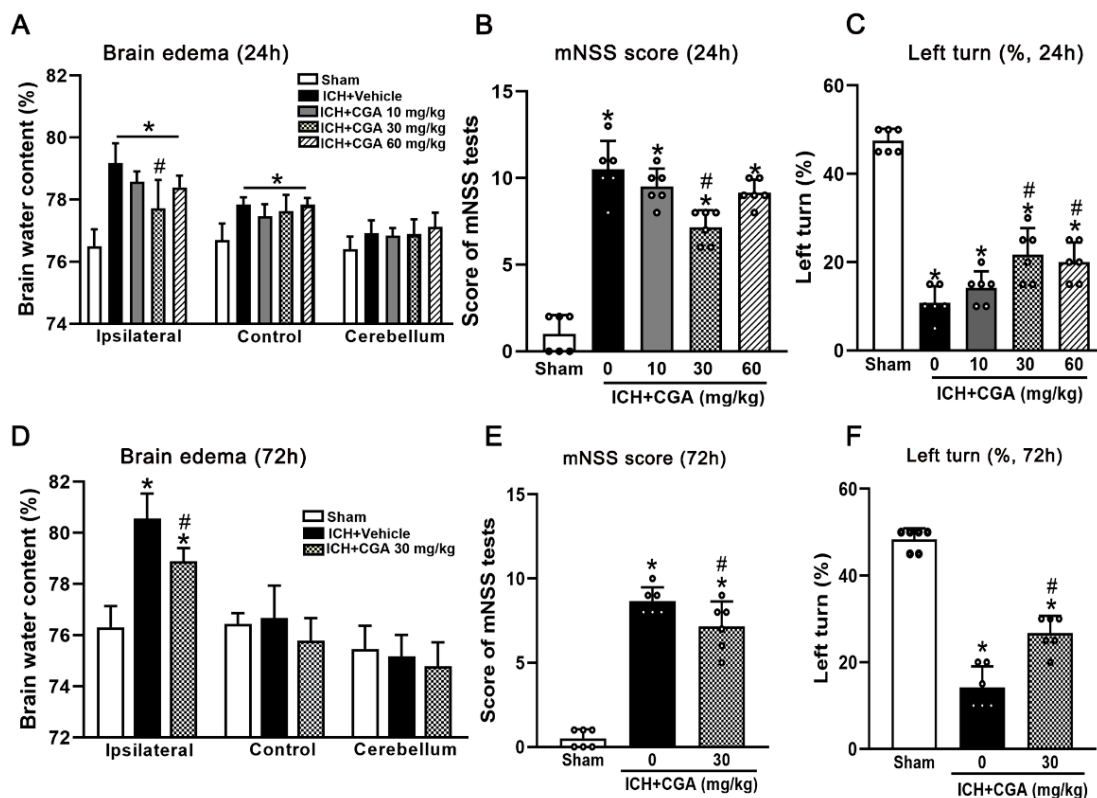 A
Brain edema (24h)
Brain water content (%)
82
80
78
76
74
Sham
ICH+Vehicle
ICH+CGA 10 mg/kg
ICH+CGA 30 mg/kg
ICH+CGA 60 mg/kg
*
#
*
Ipsilateral
Control
Cerebellum
B
mNSS score (24h)
Score of mNSS tests
15
10
5
0
*
*
#
*
*
Sham
0
10
30
60
ICH+CGA (mg/kg)
C
Left turn (%, 24h)
Left turn (%)
60
40
20
0
*
*
#
*
#
*
Sham
0
10
30
60
ICH+CGA (mg/kg)
D
Brain edema (72h)
Brain water content (%)
82
80
78
76
74
72
Sham
ICH+Vehicle
ICH+CGA 30 mg/kg
*
#
*
Ipsilateral
Control
Cerebellum
E
mNSS score (72h)
Score of mNSS tests
15
10
5
0
*
#
*
Sham
0
30
ICH+CGA (mg/kg)
F
Left turn (%, 72h)
Left turn (%)
60
40
20
0
*
#
*
Sham
0
30
ICH+CGA (mg/kg)